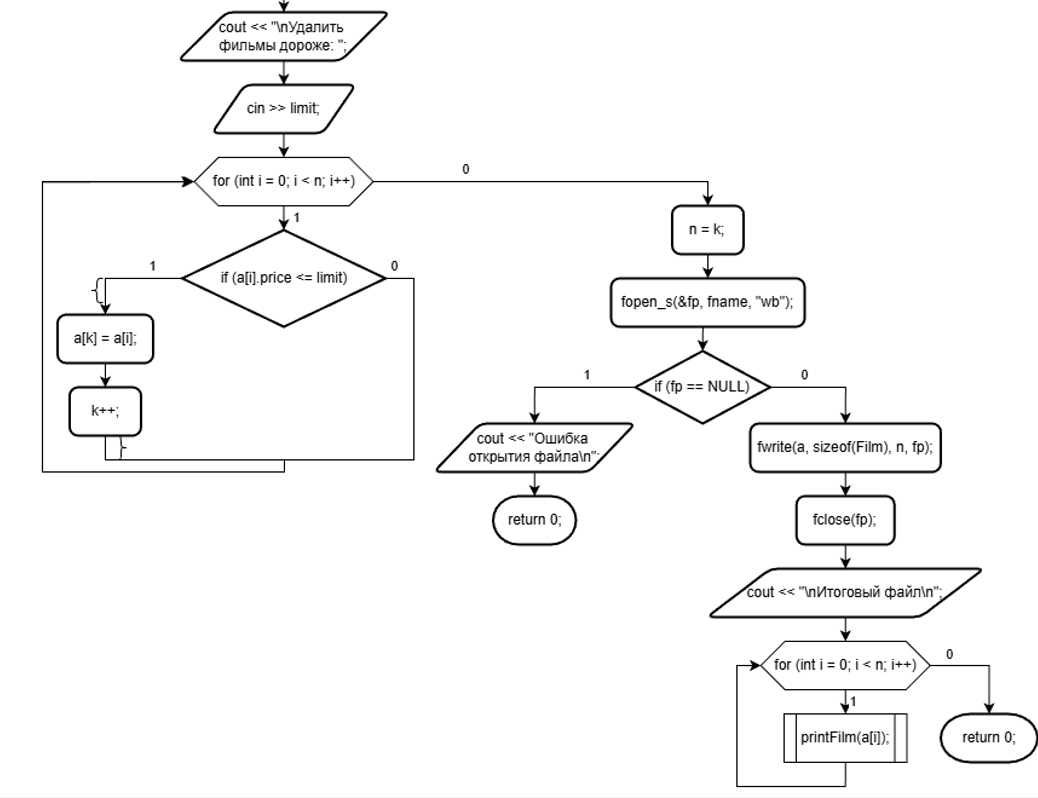 cout << "\nУдалить
фильмы дороже: ";
cin >> limit;
for (int i = 0; i < n; i++)
0
1
if (a[i].price <= limit)
1
0
a[k] = a[i];
k++;
n = k;
fopen_s(&fp, fname, "wb");
if (fp == NULL)
1
0
cout << "Ошибка
открытия файла\n";
return 0;
fwrite(a, sizeof(Film), n, fp);
fclose(fp);
cout << "\nИтоговый файл\n";
for (int i = 0; i < n; i++)
0
1
printFilm(a[i]);
return 0;